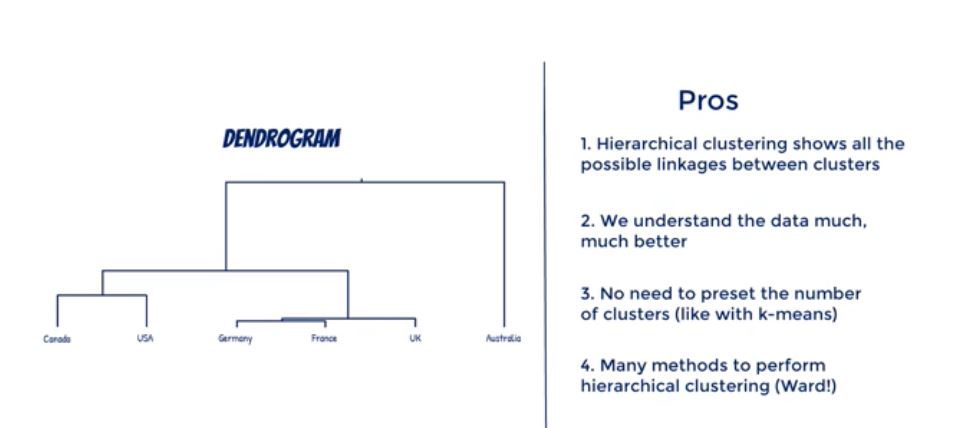 DENDROGRAM
Canada
USA
Germany
France
UK
Australia
Pros
1. Hierarchical clustering shows all the
possible linkages between clusters
2. We understand the data much,
much better
3. No need to preset the number
of clusters (like with k-means)
4. Many methods to perform
hierarchical clustering (Ward!)